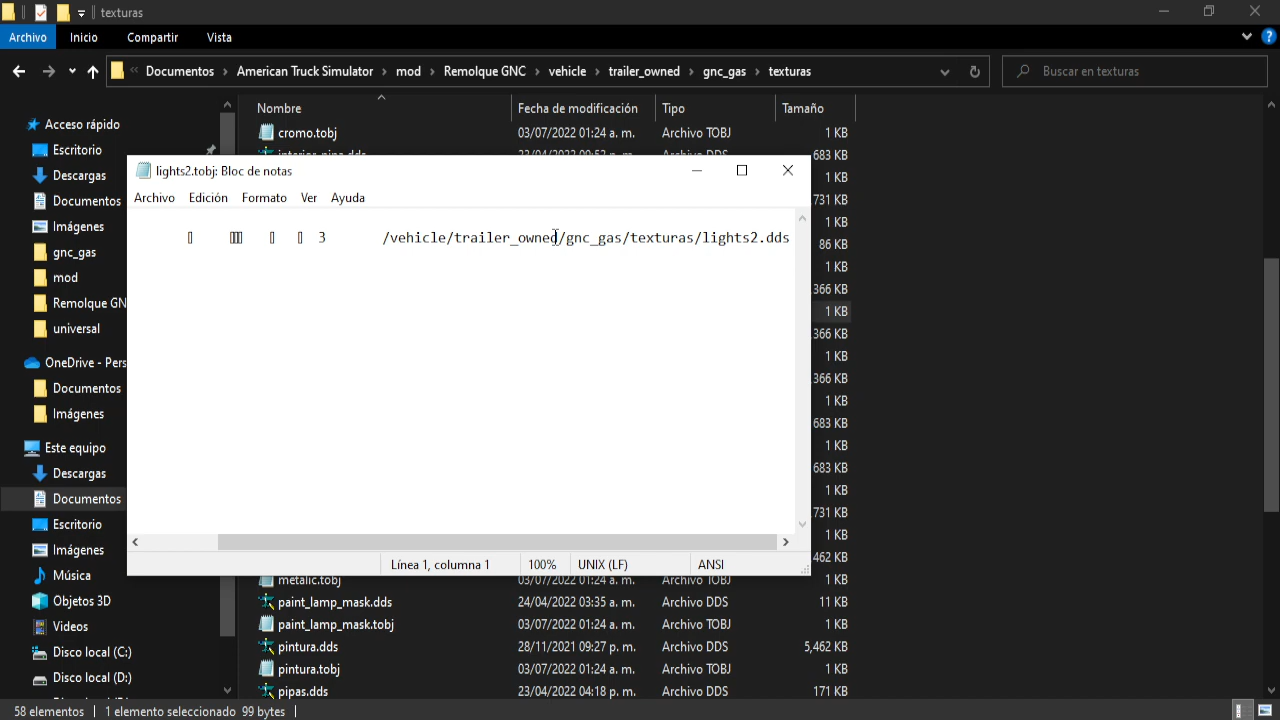 texturas
Archivo Inicio Compartir Vista
Documentos American Truck Simulator mod Remolque GNC vehicle trailer_owned gnc_gas texturas
Buscar en texturas
Nombre Fecha de modificación Tipo Tamaño
Acceso rápido
Escritorio
Descargas
Documentos
Imágenes
gnc_gas
mod
Remolque GN
universal
OneDrive - Pers
Documentos
Imágenes
Este equipo
Descargas
Documentos
Escritorio
Imágenes
Música
Objetos 3D
Videos
Disco local (C:)
Disco local (D:)
cromo.tobj 03/07/2022 01:24 a. m. Archivo TOBJ 1 KB
683 KB
1 KB
731 KB
1 KB
86 KB
1 KB
366 KB
1 KB
366 KB
1 KB
366 KB
1 KB
683 KB
1 KB
683 KB
1 KB
731 KB
1 KB
462 KB
lights2.tobj: Bloc de notas
Archivo Edición Formato Ver Ayuda
3 /vehicle/trailer_owned/gnc_gas/texturas/lights2.dds
Línea 1, columna 1 100% UNIX (LF) ANSI
metalic.tobj 03/07/2022 01:24 a. m. Archivo TOBJ 1 KB
paint_lamp_mask.dds 24/04/2022 03:35 a. m. Archivo DDS 11 KB
paint_lamp_mask.tobj 03/07/2022 01:24 a. m. Archivo TOBJ 1 KB
pintura.dds 28/11/2021 09:27 p. m. Archivo DDS 5,462 KB
pintura.tobj 03/07/2022 01:24 a. m. Archivo TOBJ 1 KB
pipas.dds 23/04/2022 04:18 p. m. Archivo DDS 171 KB
58 elementos 1 elemento seleccionado 99 bytes